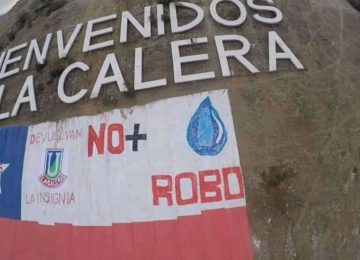 BIENVENIDOS
LA CALERA
DEVUELVAN
LA INSIGNIA
NO+
ROBO